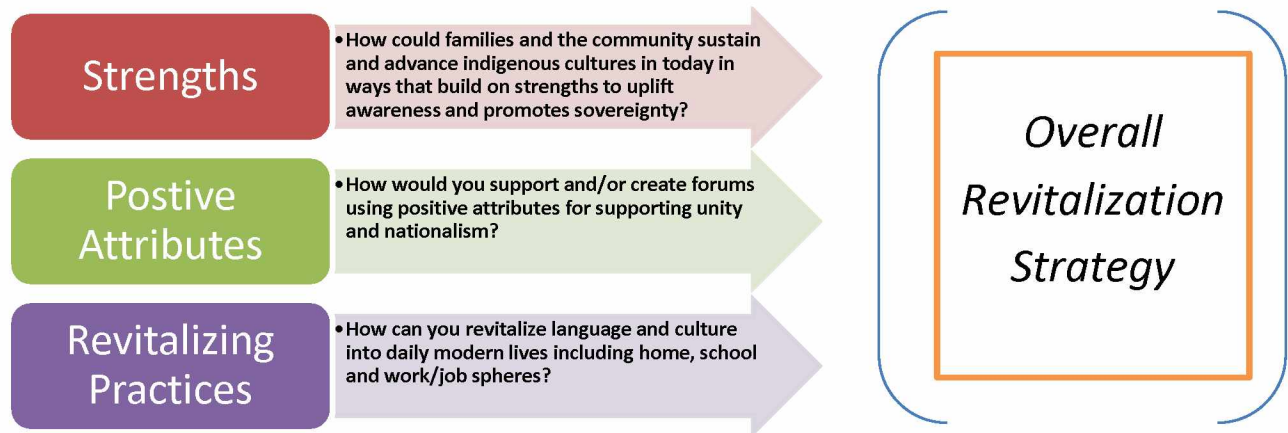 Strengths
•How could families and the community sustain
and advance indigenous cultures in today in
ways that build on strengths to uplift
awareness and promotes sovereignty?
Postive
Attributes
•How would you support and/or create forums
using positive attributes for supporting unity
and nationalism?
Revitalizing
Practices
•How can you revitalize language and culture
into daily modern lives including home, school
and work/job spheres?
Overall
Revitalization
Strategy